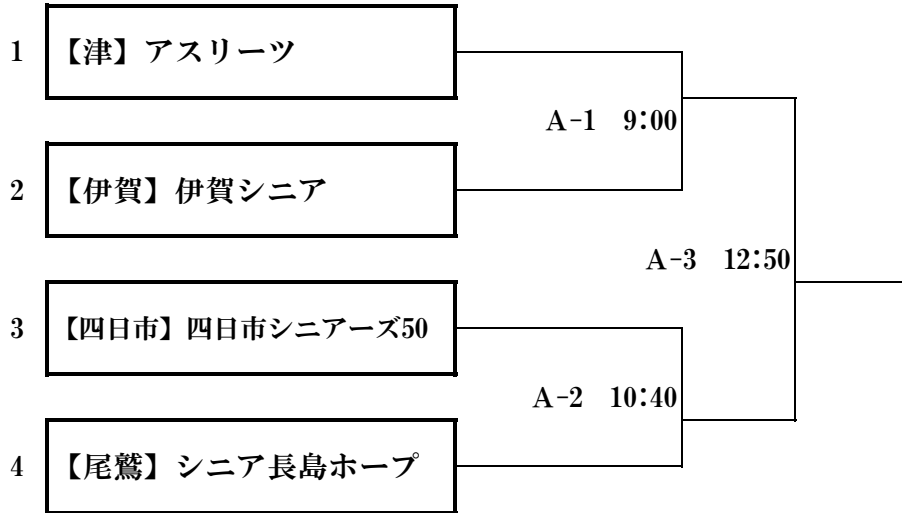 1 【津】アスリーツ
A-1 9:00
2 【伊賀】伊賀シニア
A-3 12:50
3 【四日市】四日市シニアーズ50
A-2 10:40
4 【尾鷲】シニア長島ホープ